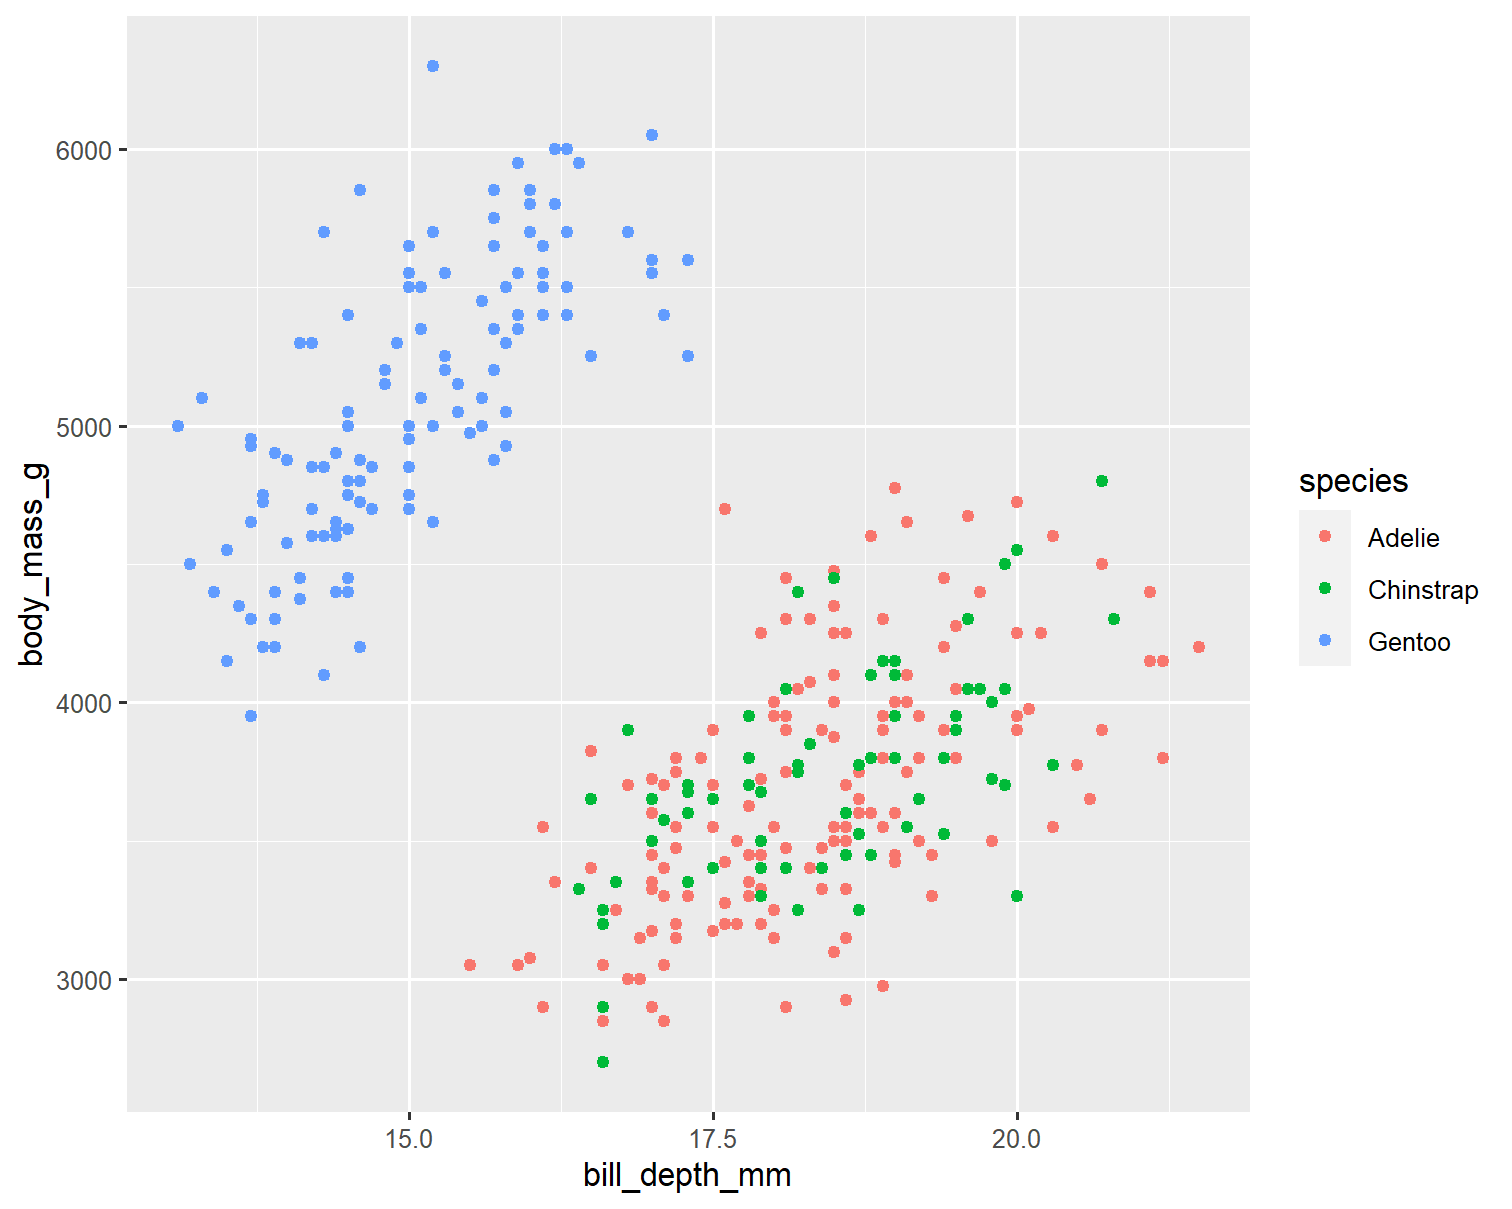 6000
5000
4000
3000
body_mass_g
15.0 17.5 20.0
bill_depth_mm
species
Adelie
Chinstrap
Gentoo